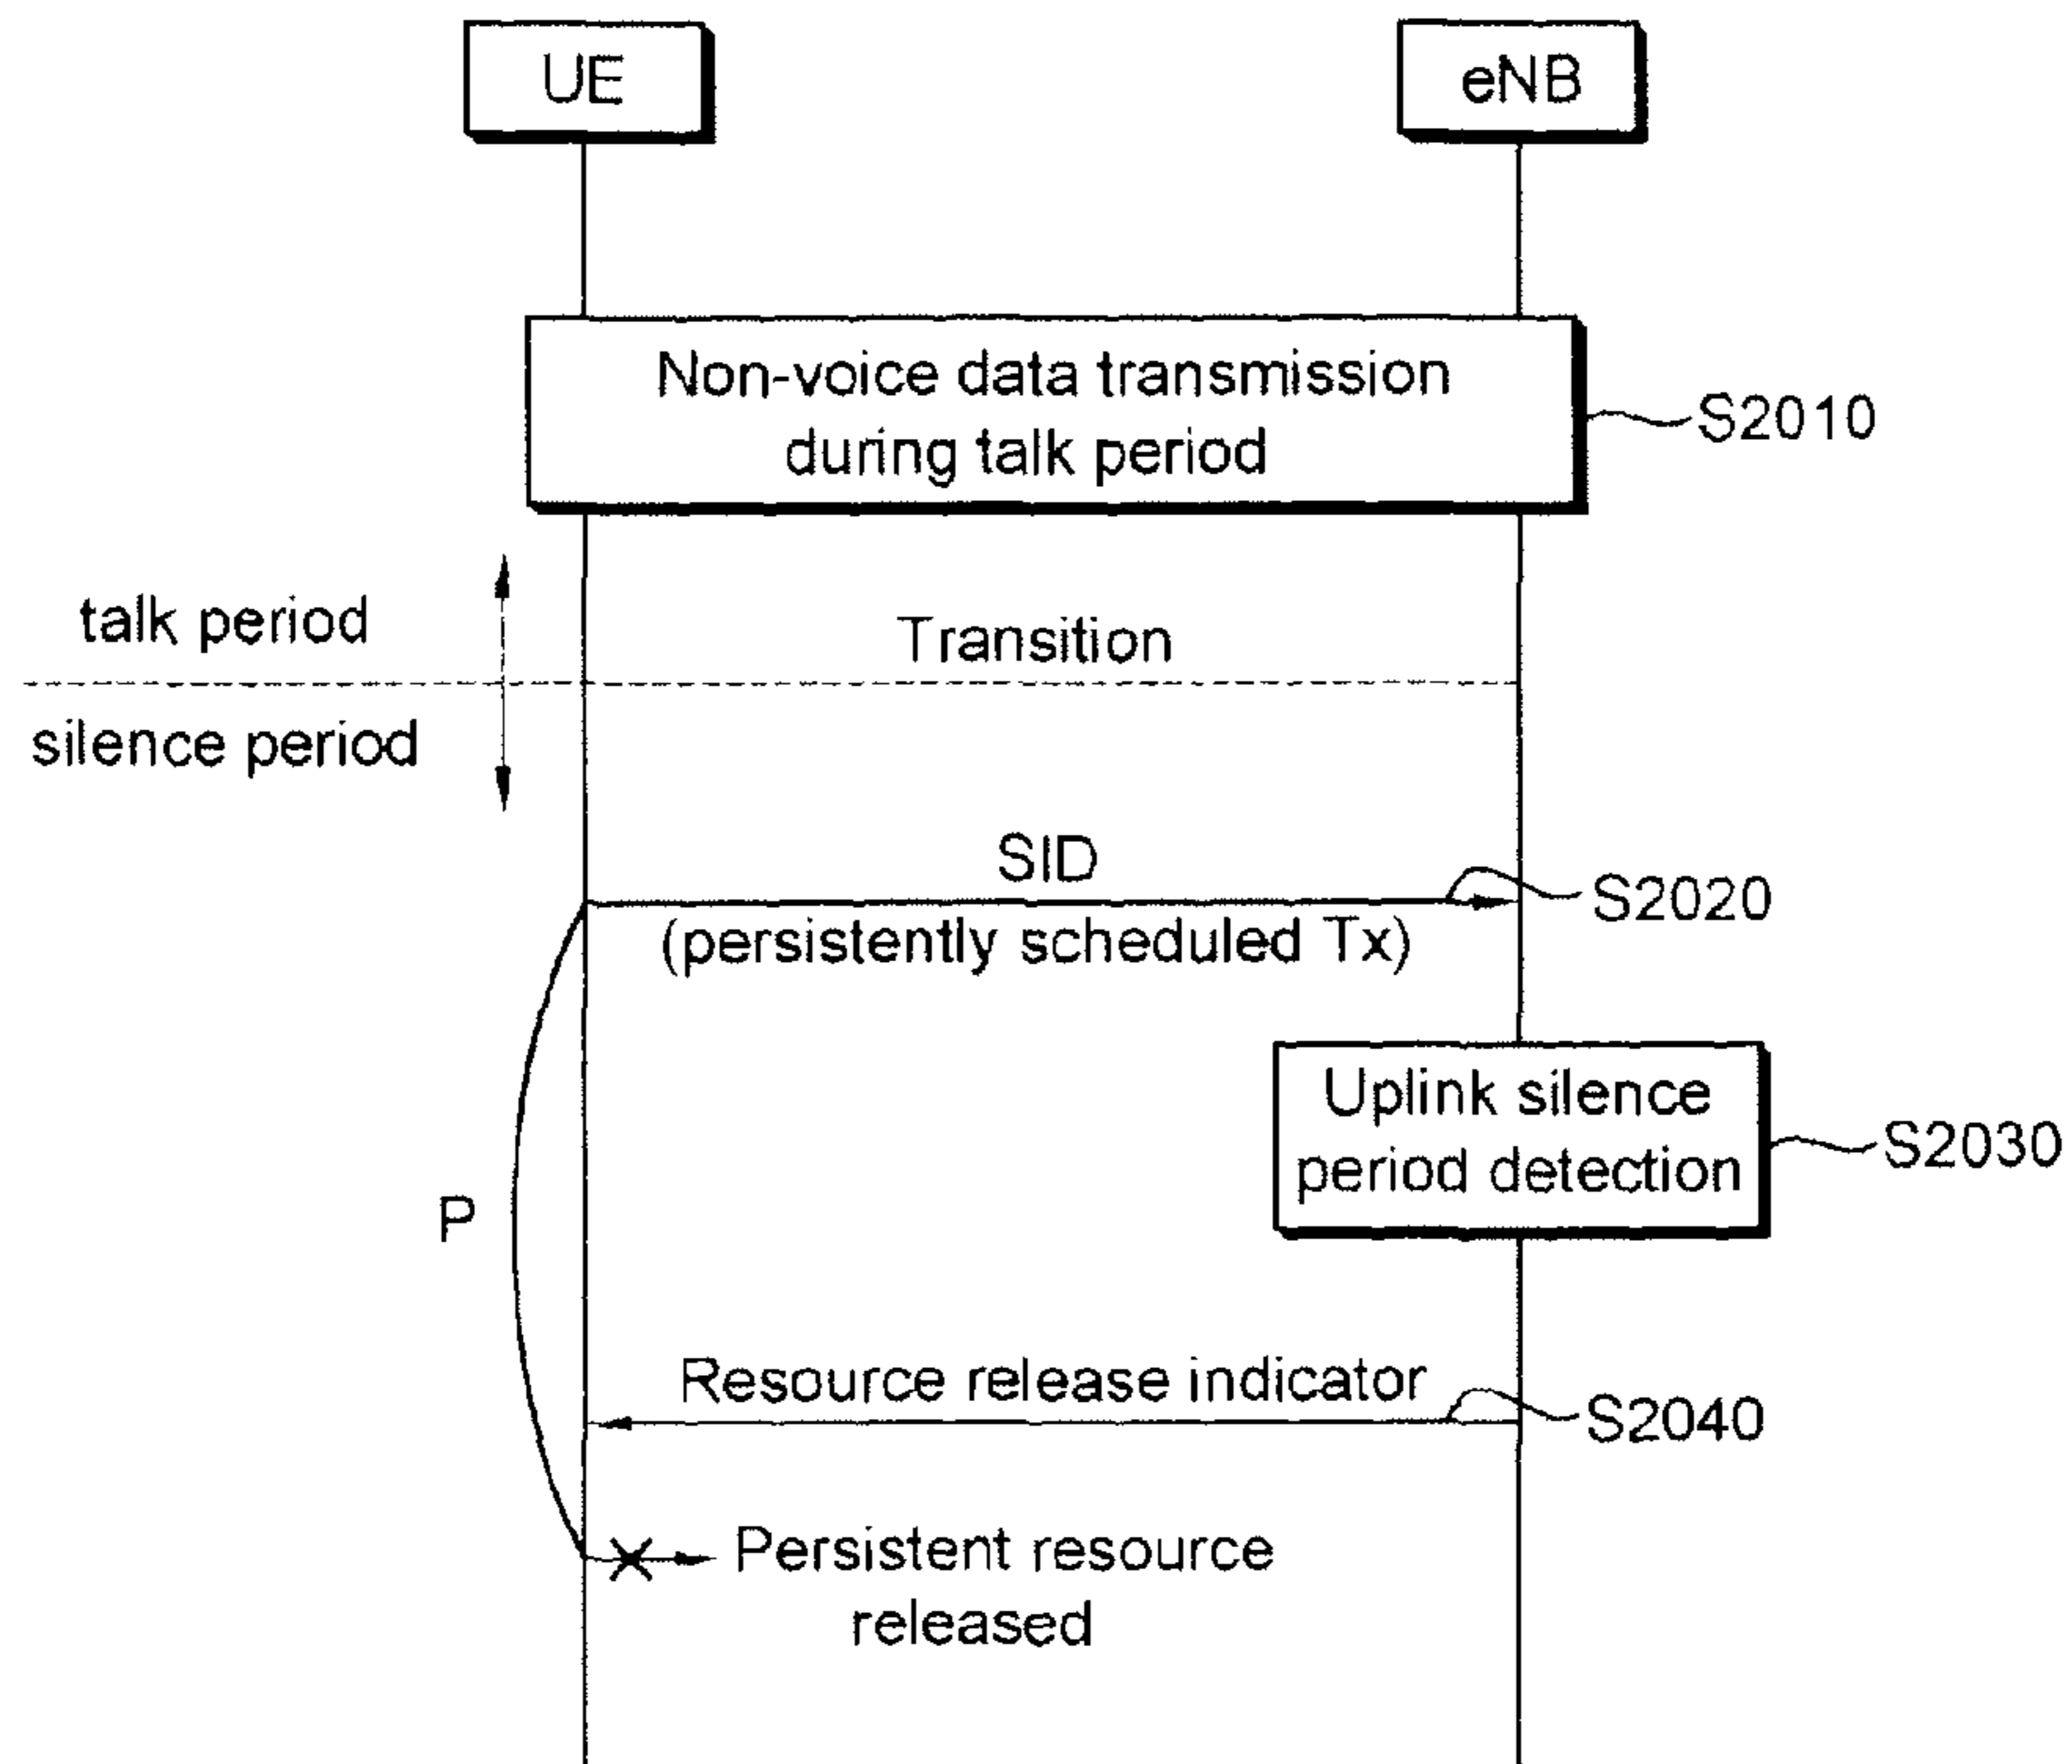 UE
eNB
Non-voice data transmission
during talk period
S2010
talk period
Transition
silence period
SID
S2020
(persistently scheduled Tx)
Uplink silence
period detection
S2030
P
Resource release indicator
S2040
Persistent resource
released